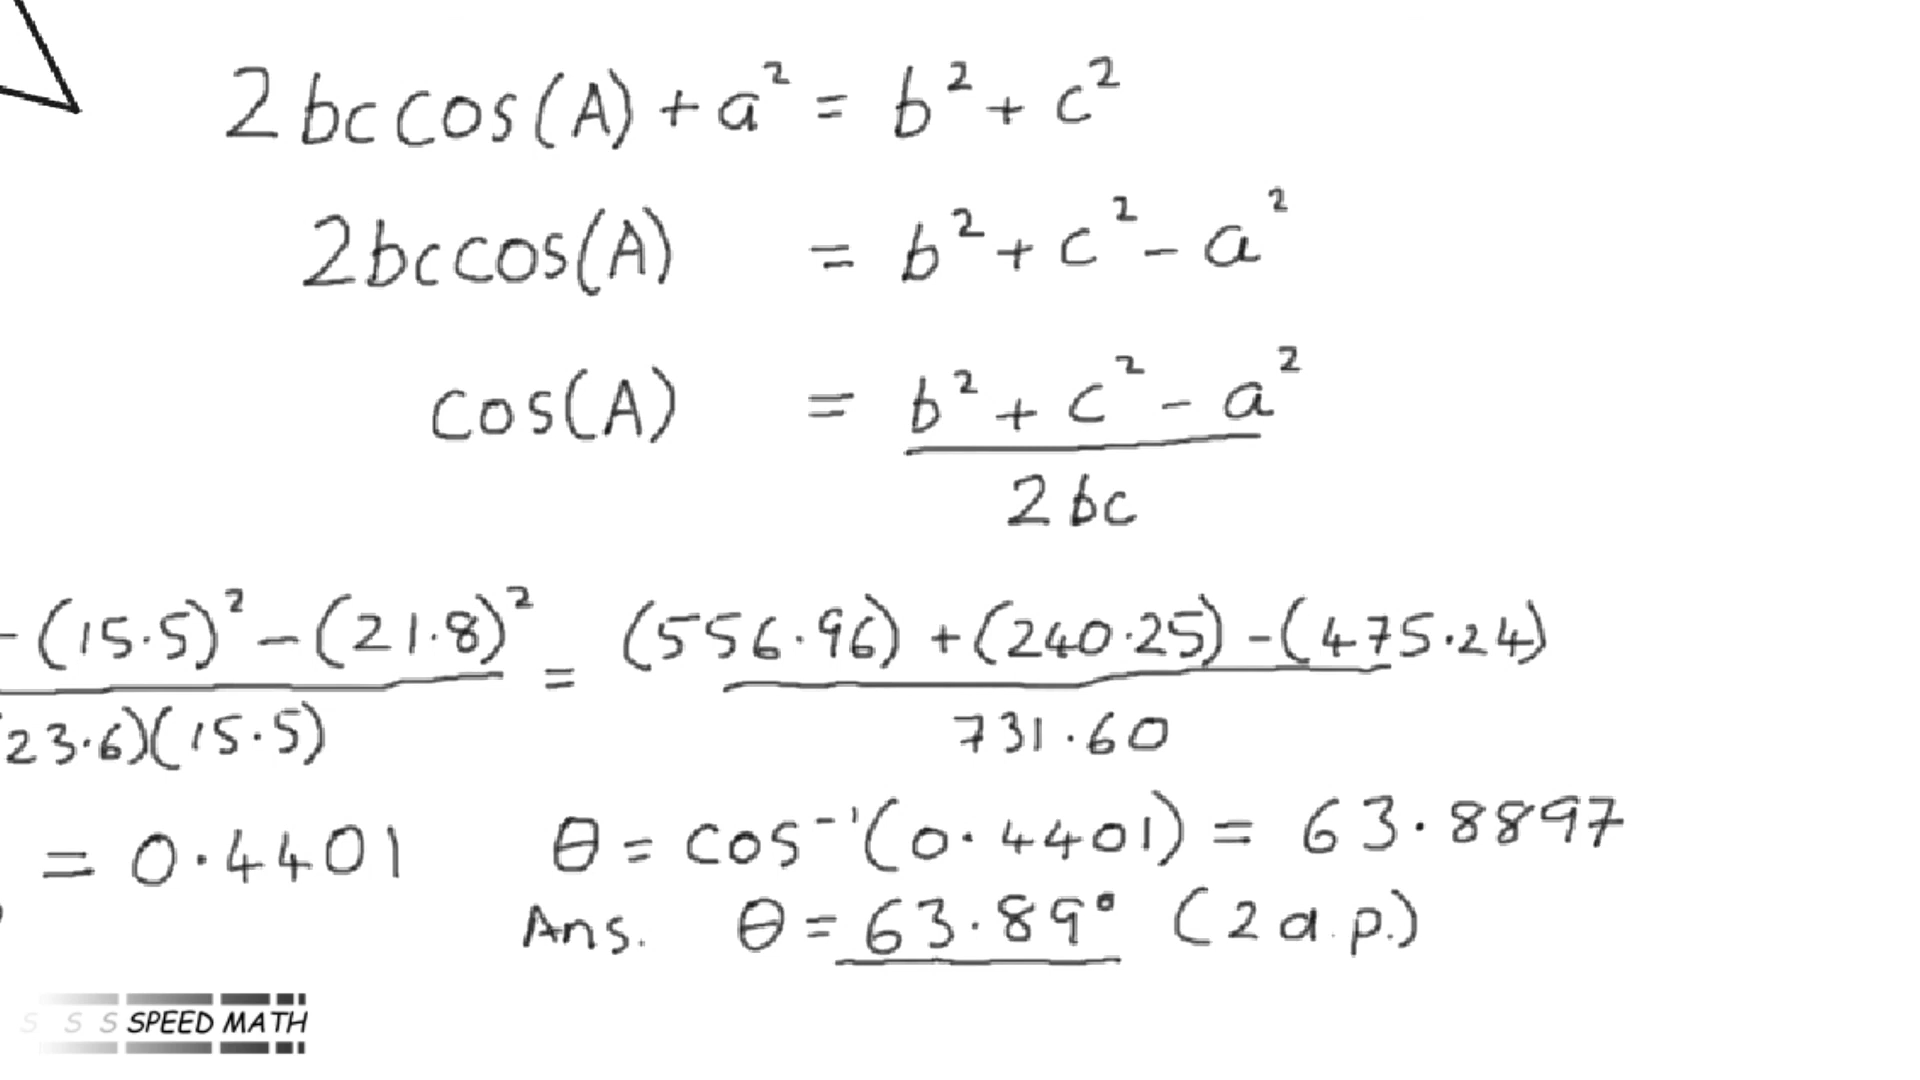 2bccos(A) + a² = b² + c²
2bccos(A) = b² + c² - a²
cos(A) = b² + c² - a²
2bc
(15.5)² - (21.8)² = (556.96) + (240.25) - (475.24)
23.6)(15.5) 731.60
= 0.4401 θ = cos⁻¹(0.4401) = 63.8897
Ans. θ = 63.89° (2 d.p.)
S S S SPEED MATH